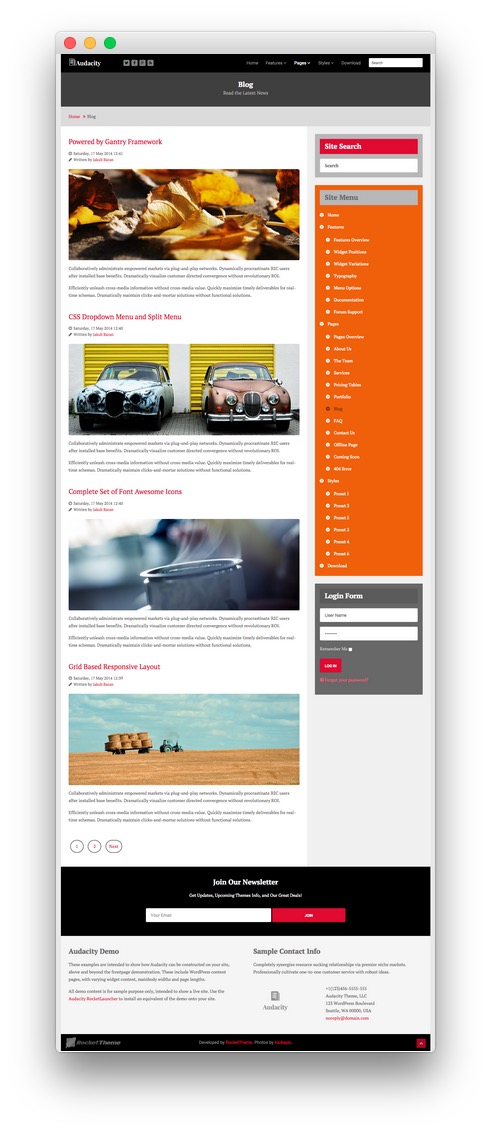 Audacity
Home Features Pages Styles Download Search
Blog
Read the Latest News
Home » Blog
Powered by Gantry Framework
Saturday, 17 May 2014 12:41
Written by Jakub Baran
Collaboratively administrate empowered markets via plug-and-play networks. Dynamically procrastinate B2C users
after installed base benefits. Dramatically visualize customer directed convergence without revolutionary ROI.
Efficiently unleash cross-media information without cross-media value. Quickly maximize timely deliverables for real-
time schemas. Dramatically maintain clicks-and-mortar solutions without functional solutions.
CSS Dropdown Menu and Split Menu
Saturday, 17 May 2014 12:40
Written by Jakub Baran
Collaboratively administrate empowered markets via plug-and-play networks. Dynamically procrastinate B2C users
after installed base benefits. Dramatically visualize customer directed convergence without revolutionary ROI.
Efficiently unleash cross-media information without cross-media value. Quickly maximize timely deliverables for real-
time schemas. Dramatically maintain clicks-and-mortar solutions without functional solutions.
Complete Set of Font Awesome Icons
Saturday, 17 May 2014 12:40
Written by Jakub Baran
Collaboratively administrate empowered markets via plug-and-play networks. Dynamically procrastinate B2C users
after installed base benefits. Dramatically visualize customer directed convergence without revolutionary ROI.
Efficiently unleash cross-media information without cross-media value. Quickly maximize timely deliverables for real-
time schemas. Dramatically maintain clicks-and-mortar solutions without functional solutions.
Grid Based Responsive Layout
Saturday, 17 May 2014 12:39
Written by Jakub Baran
Collaboratively administrate empowered markets via plug-and-play networks. Dynamically procrastinate B2C users
after installed base benefits. Dramatically visualize customer directed convergence without revolutionary ROI.
Efficiently unleash cross-media information without cross-media value. Quickly maximize timely deliverables for real-
time schemas. Dramatically maintain clicks-and-mortar solutions without functional solutions.
1 2 Next
Site Search
Search
Site Menu
Home
Features
Features Overview
Widget Positions
Widget Variations
Typography
Menu Options
Documentation
Forum Support
Pages
Pages Overview
About Us
The Team
Services
Pricing Tables
Portfolio
Blog
FAQ
Contact Us
Offline Page
Coming Soon
404 Error
Styles
Preset 1
Preset 2
Preset 3
Preset 4
Preset 6
Download
Login Form
User Name
Remember Me
LOG IN
Forgot your password?
Join Our Newsletter
Get Updates, Upcoming Themes Info, and Our Great Deals!
Your Email JOIN
Audacity Demo
These examples are intended to show how Audacity can be constructed on your site,
above and beyond the frontpage demonstration. These include WordPress content
pages, with varying widget content, mainbody widths and page lengths.
All demo content is for sample purpose only, intended to show a live site. Use the
Audacity RocketLauncher to install an equivalent of the demo onto your site.
Sample Contact Info
Completely synergize resource sucking relationships via premier niche markets.
Professionally cultivate one-to-one customer service with robust ideas.
Audacity
+1(123)456-5555-555
Audacity Theme, LLC
123 WordPress Boulevard
Seattle, WA 00000, USA
noreply@domain.com
RocketTheme
Developed by RocketTheme. Photos by